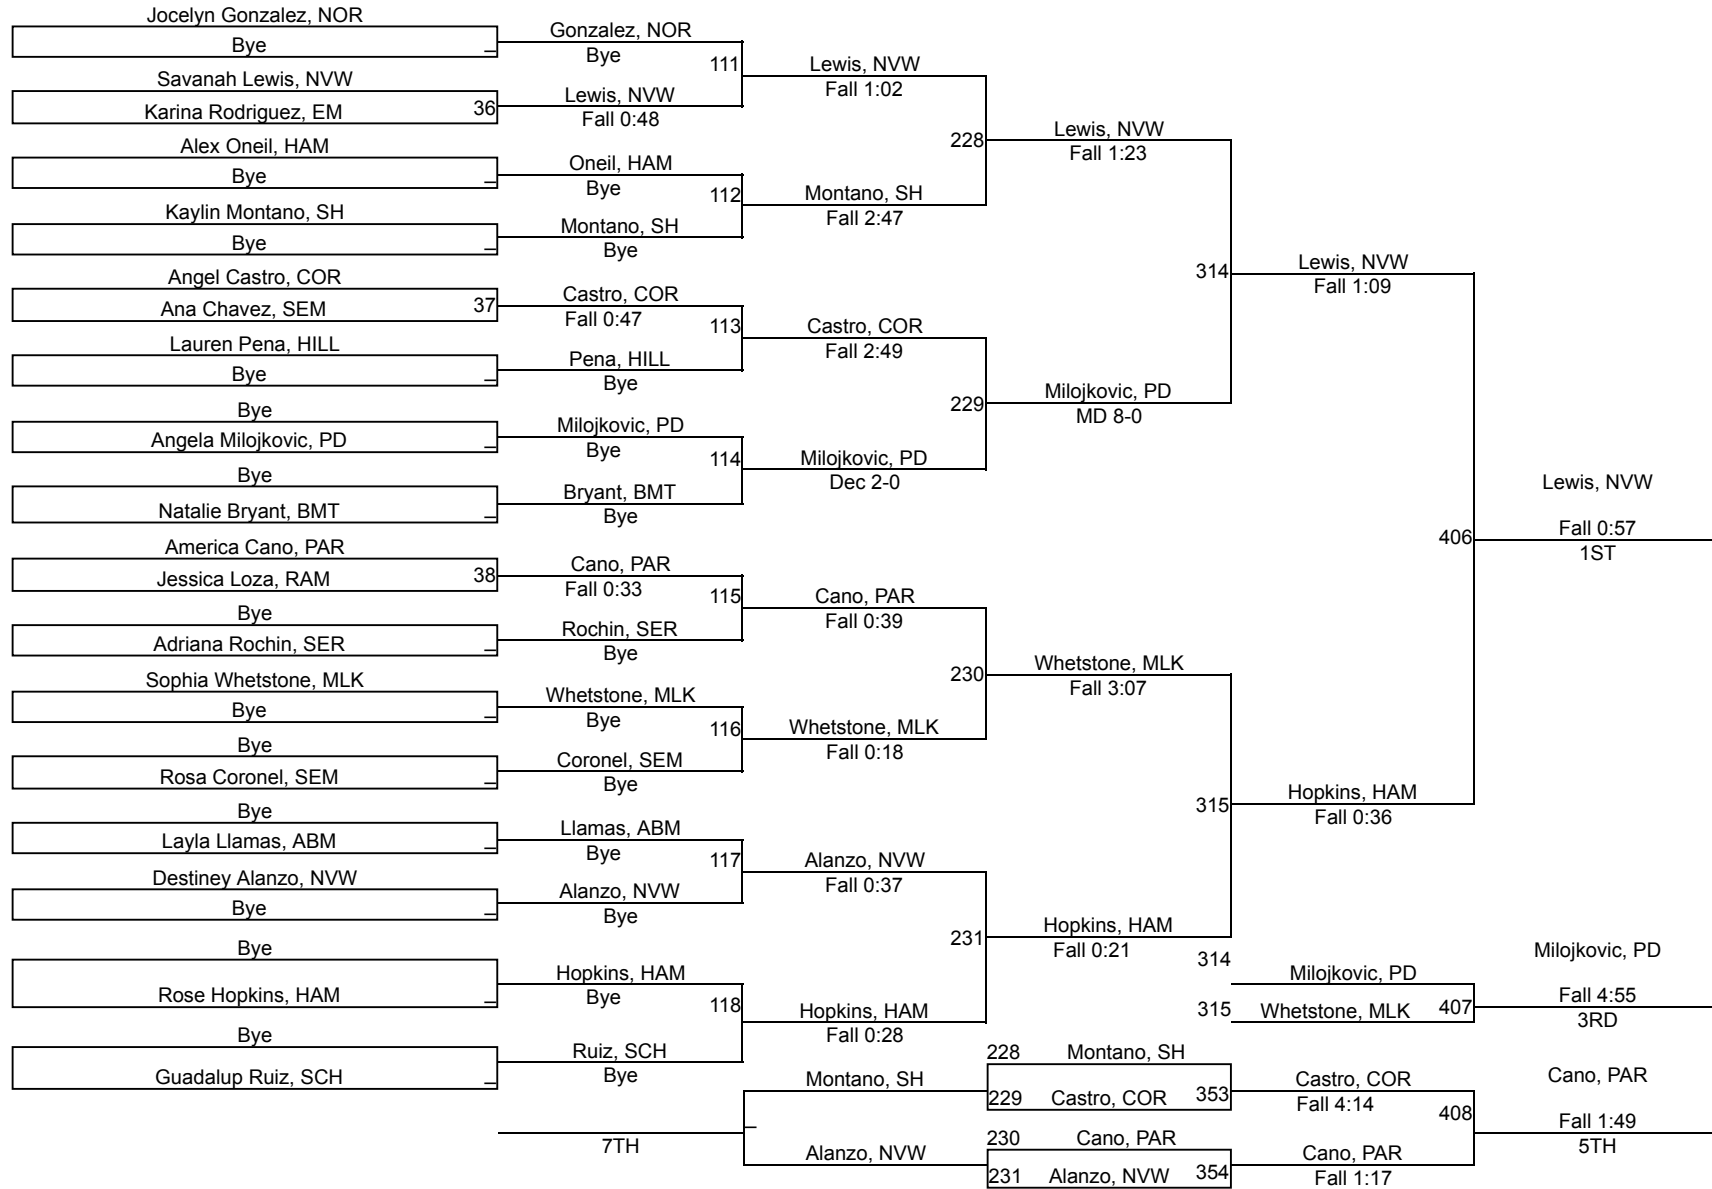 Jocelyn Gonzalez, NOR
Bye
Savanah Lewis, NVW
Karina Rodriguez, EM 36
Alex Oneil, HAM
Bye
Kaylin Montano, SH
Bye
Angel Castro, COR
Ana Chavez, SEM 37
Lauren Pena, HILL
Bye
Bye
Angela Milojkovic, PD
Bye
Natalie Bryant, BMT
America Cano, PAR
Jessica Loza, RAM 38
Bye
Adriana Rochin, SER
Sophia Whetstone, MLK
Bye
Bye
Rosa Coronel, SEM
Bye
Layla Llamas, ABM
Destiney Alanzo, NVW
Bye
Bye
Rose Hopkins, HAM
Bye
Guadalup Ruiz, SCH
Gonzalez, NOR
Bye
111
Lewis, NVW
Fall 0:48
Oneil, HAM
Bye
112
Montano, SH
Bye
Castro, COR
Fall 0:47
113
Pena, HILL
Bye
Milojkovic, PD
Bye
114
Bryant, BMT
Bye
Cano, PAR
Fall 0:33
115
Rochin, SER
Bye
Whetstone, MLK
Bye
116
Coronel, SEM
Bye
Llamas, ABM
Bye
117
Alanzo, NVW
Bye
Hopkins, HAM
Bye
118
Ruiz, SCH
Bye
Lewis, NVW
Fall 1:02
228
Montano, SH
Fall 2:47
Castro, COR
Fall 2:49
229
Milojkovic, PD
Dec 2-0
Cano, PAR
Fall 0:39
230
Whetstone, MLK
Fall 0:18
Alanzo, NVW
Fall 0:37
231
Hopkins, HAM
Fall 0:28
Lewis, NVW
Fall 1:23
314
Milojkovic, PD
MD 8-0
Whetstone, MLK
Fall 3:07
315
Hopkins, HAM
Fall 0:21
Lewis, NVW
Fall 1:09
406
Hopkins, HAM
Fall 0:36
Lewis, NVW
Fall 0:57
1ST
314 Milojkovic, PD
315 Whetstone, MLK 407
Milojkovic, PD
Fall 4:55
3RD
228 Montano, SH
229 Castro, COR 353
230 Cano, PAR
231 Alanzo, NVW 354
Castro, COR
Fall 4:14
408
Cano, PAR
Fall 1:17
Cano, PAR
Fall 1:49
5TH
Montano, SH
Alanzo, NVW
7TH